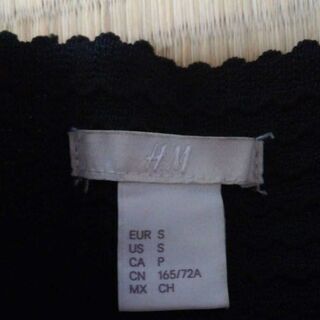 H&M
EUR S
US S
CA P
CN 165/72A
MX CH